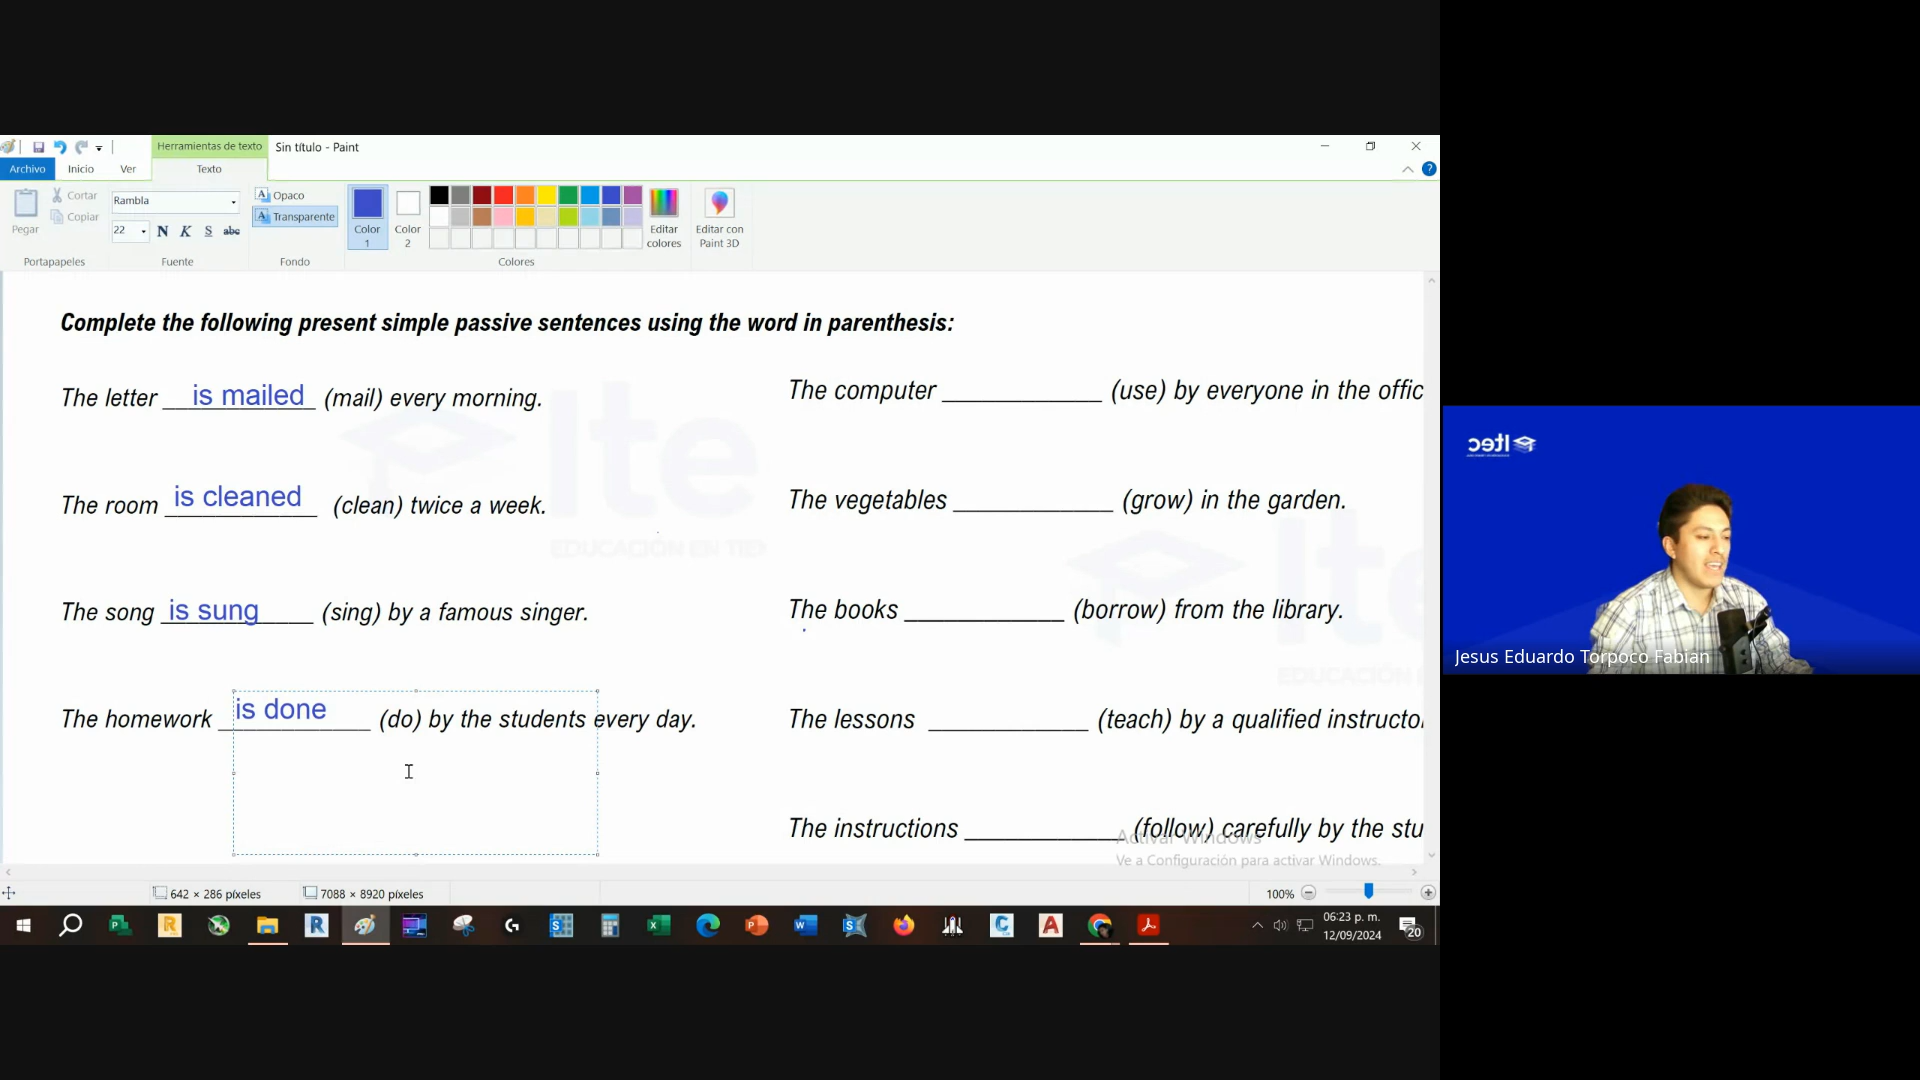 Herramientas de texto
Sin título - Paint
Archivo
Inicio
Ver
Texto
Pegar
Cortar
Copiar
Portapapeles
Rambla
22
N K S abc
Fuente
Opaco
Transparente
Fondo
Color 1
Color 2
Editar colores
Editar con Paint 3D
Colores
Complete the following present simple passive sentences using the word in parenthesis:
The letter is mailed (mail) every morning.
The room is cleaned (clean) twice a week.
The song is sung (sing) by a famous singer.
The homework is done (do) by the students every day.
The computer ____________ (use) by everyone in the offic
The vegetables ____________ (grow) in the garden.
The books ____________ (borrow) from the library.
The lessons ____________ (teach) by a qualified instructo
The instructions ____________ (follow) carefully by the stu
Ite
EDUCACIÓN EN TIE
Ite
EDUCACIÓN E
Activar Windows
Ve a Configuración para activar Windows.
642 × 286 píxeles
7088 × 8920 píxeles
100%
06:23 p. m.
12/09/2024
20
Itec
Jesus Eduardo Torpoco Fabian